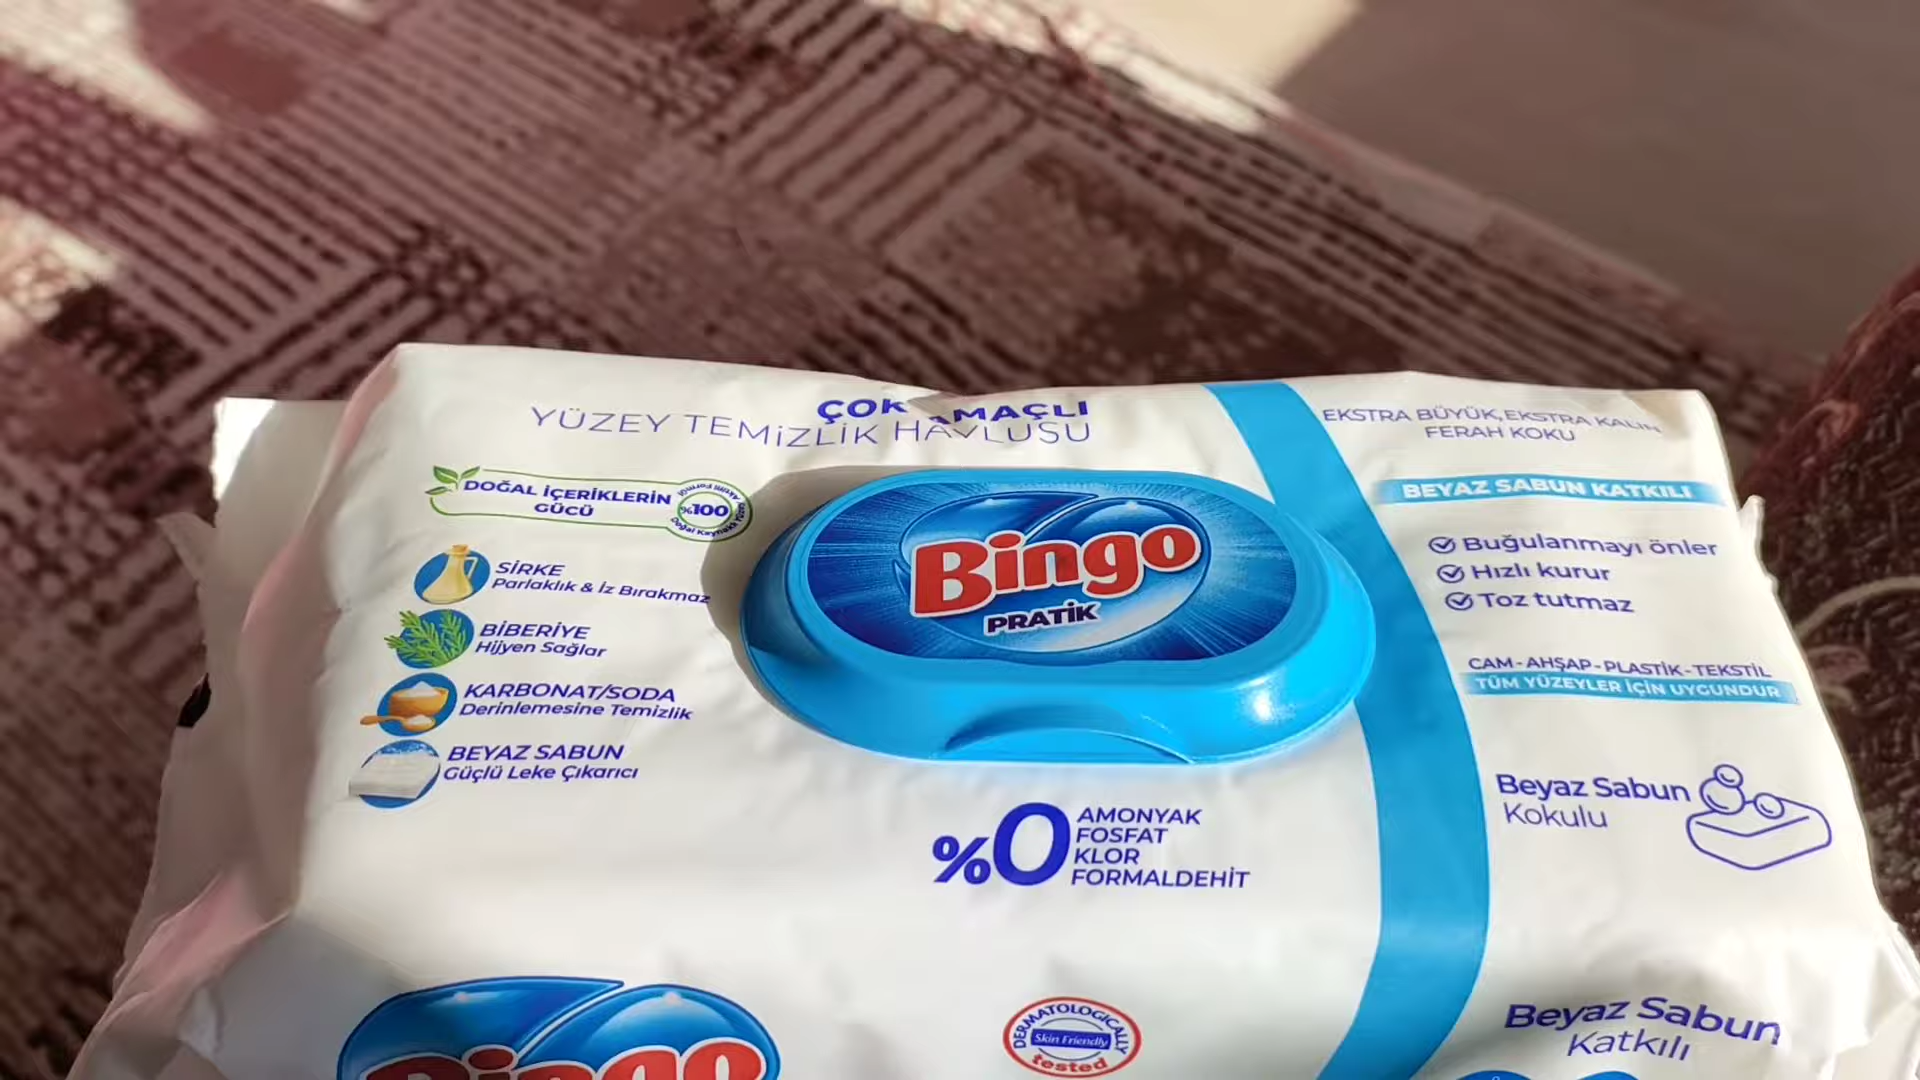 ÇOK AMAÇLI
YÜZEY TEMİZLİK HAVLUSU
DOĞAL İÇERİKLERİN
GÜCÜ
%100
SİRKE
Parlaklık & İz Bırakmaz
BİBERİYE
Hijyen Sağlar
KARBONAT/SODA
Derinlemesine Temizlik
BEYAZ SABUN
Güçlü Leke Çıkarıcı
Bingo
PRATİK
%0
AMONYAK
FOSFAT
KLOR
FORMALDEHİT
EKSTRA BÜYÜK, EKSTRA KALIN
FERAH KOKU
BEYAZ SABUN KATKILI
Buğulanmayı önler
Hızlı kurur
Toz tutmaz
CAM - AHŞAP - PLASTİK - TEKSTİL
TÜM YÜZEYLER İÇİN UYGUNDUR
Beyaz Sabun
Kokulu
Bingo
DERMATOLOGICALLY
Skin Friendly
tested
Beyaz Sabun
Katkılı